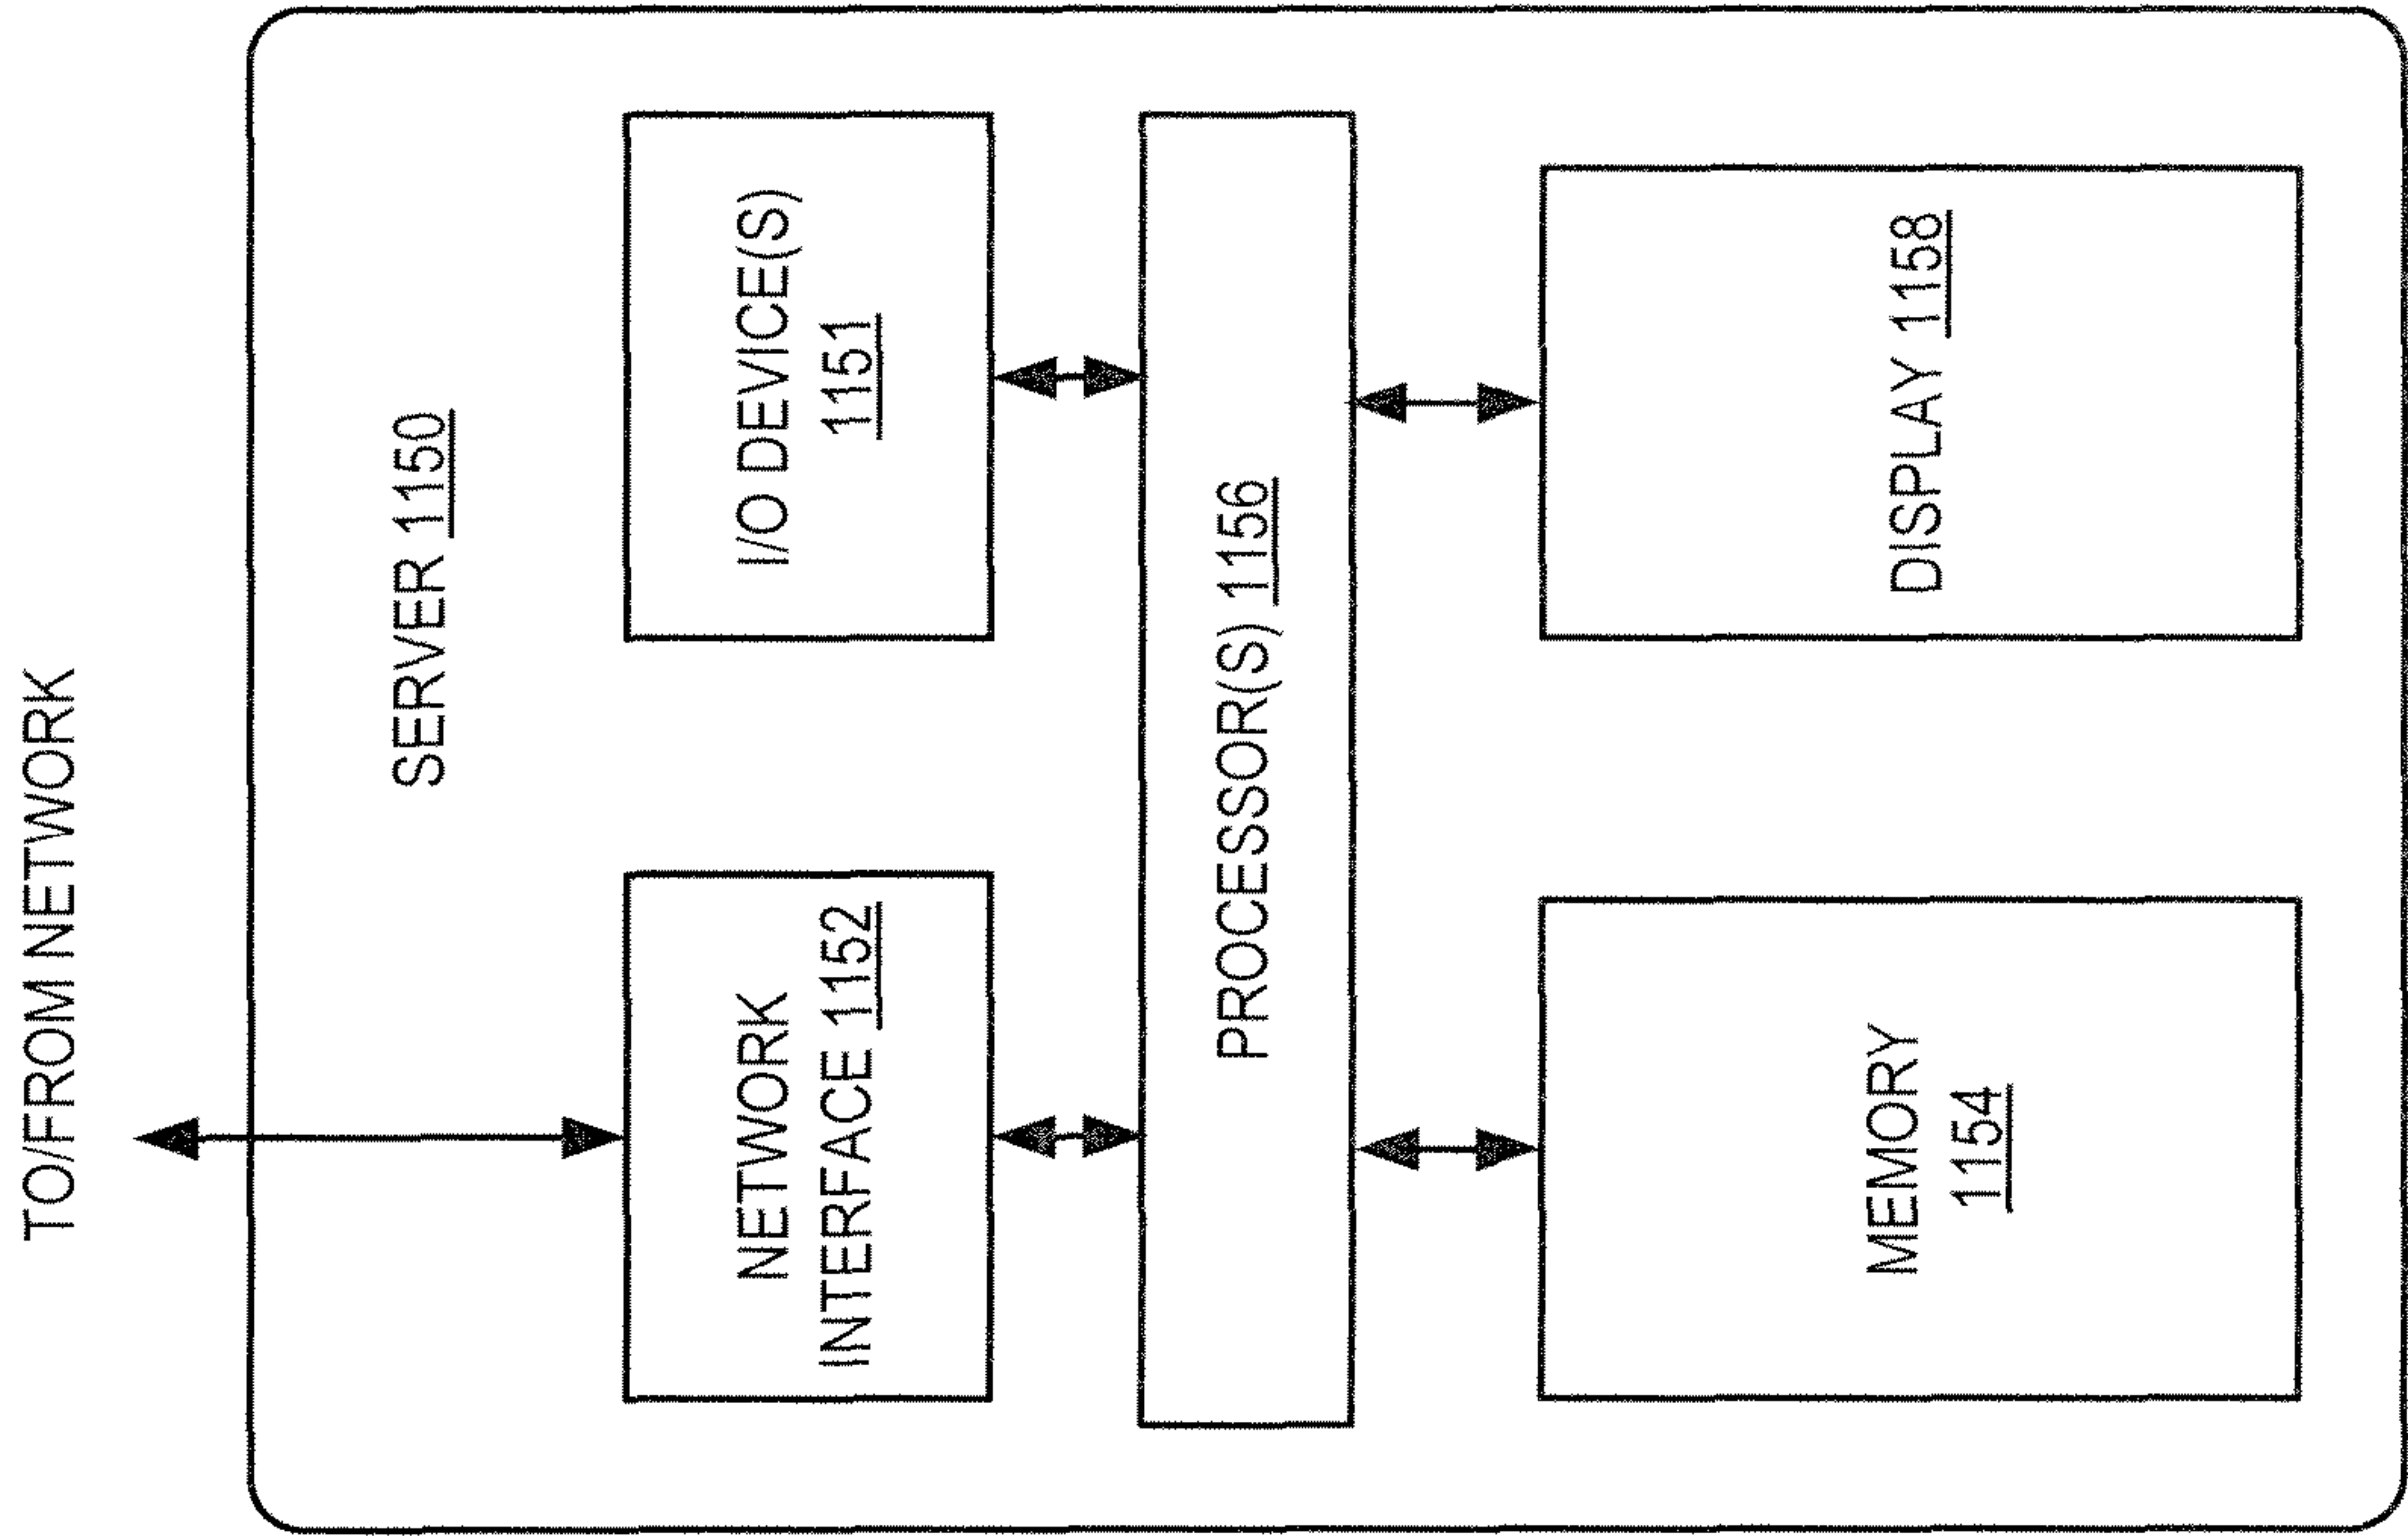 TO/FROM NETWORK
SERVER 1150
NETWORK
INTERFACE 1152
I/O DEVICE(S)
1151
PROCESSOR(S) 1156
MEMORY
1154
DISPLAY 1158